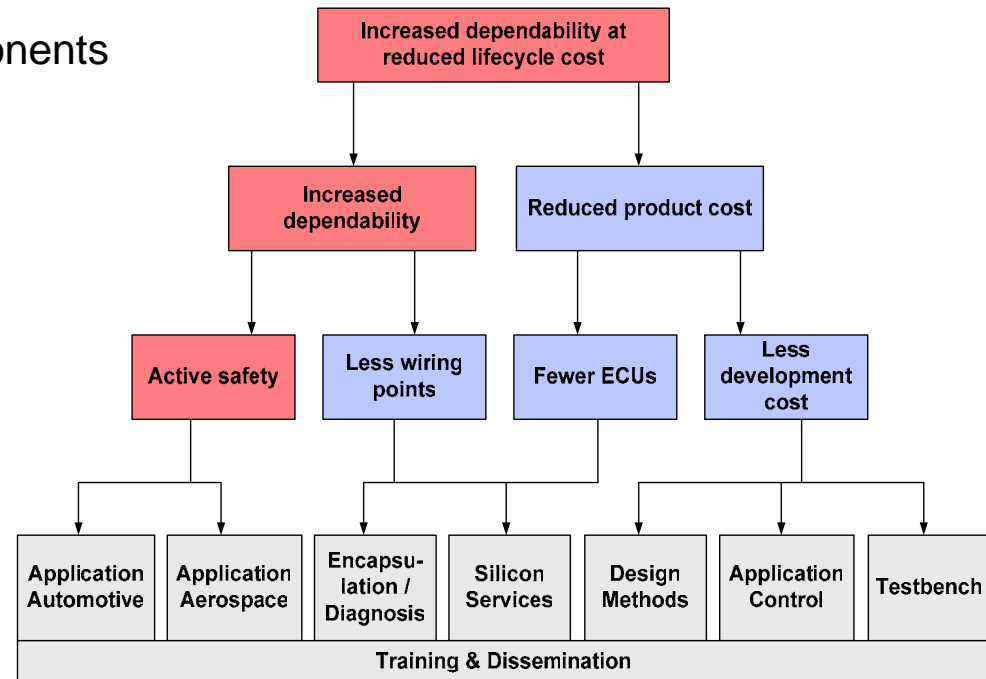 onents
Increased dependability at
reduced lifecycle cost
Increased
dependability
Reduced product cost
Active safety
Less wiring
points
Fewer ECUs
Less
development
cost
Application
Automotive
Application
Aerospace
Encapsu-
lation /
Diagnosis
Silicon
Services
Design
Methods
Application
Control
Testbench
Training & Dissemination